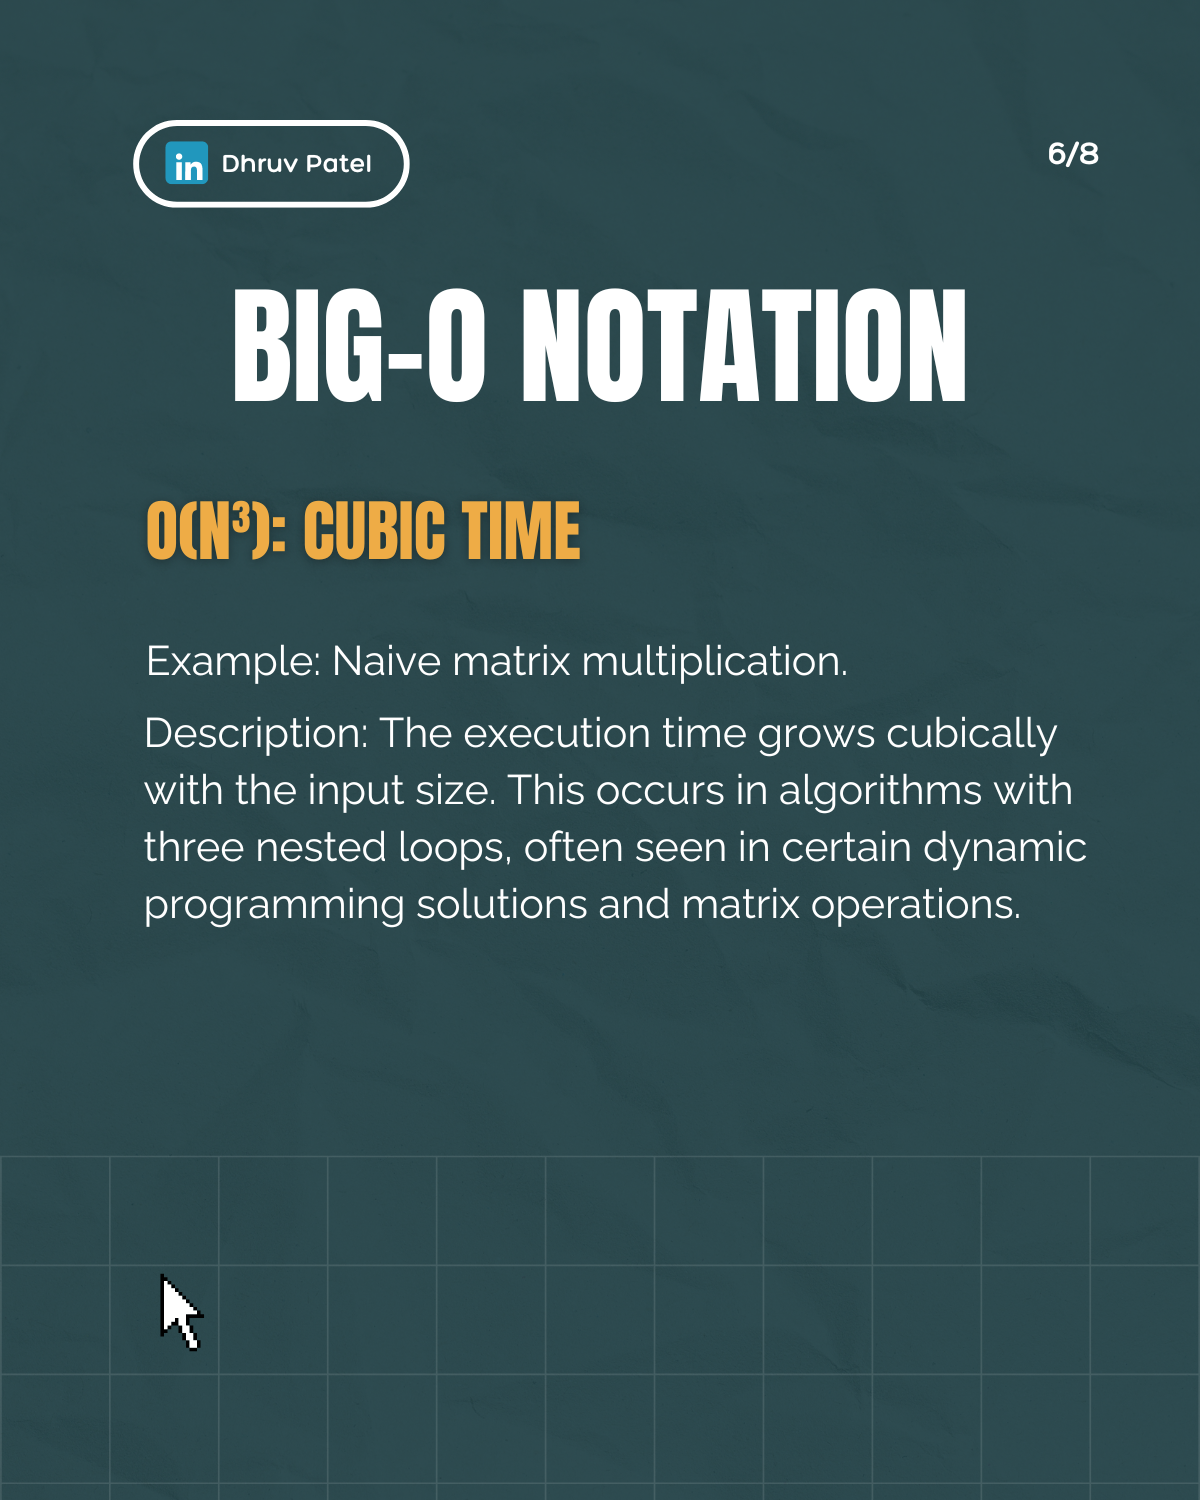 in Dhruv Patel
6/8
BIG-O NOTATION
O(N³): CUBIC TIME
Example: Naive matrix multiplication.
Description: The execution time grows cubically
with the input size. This occurs in algorithms with
three nested loops, often seen in certain dynamic
programming solutions and matrix operations.